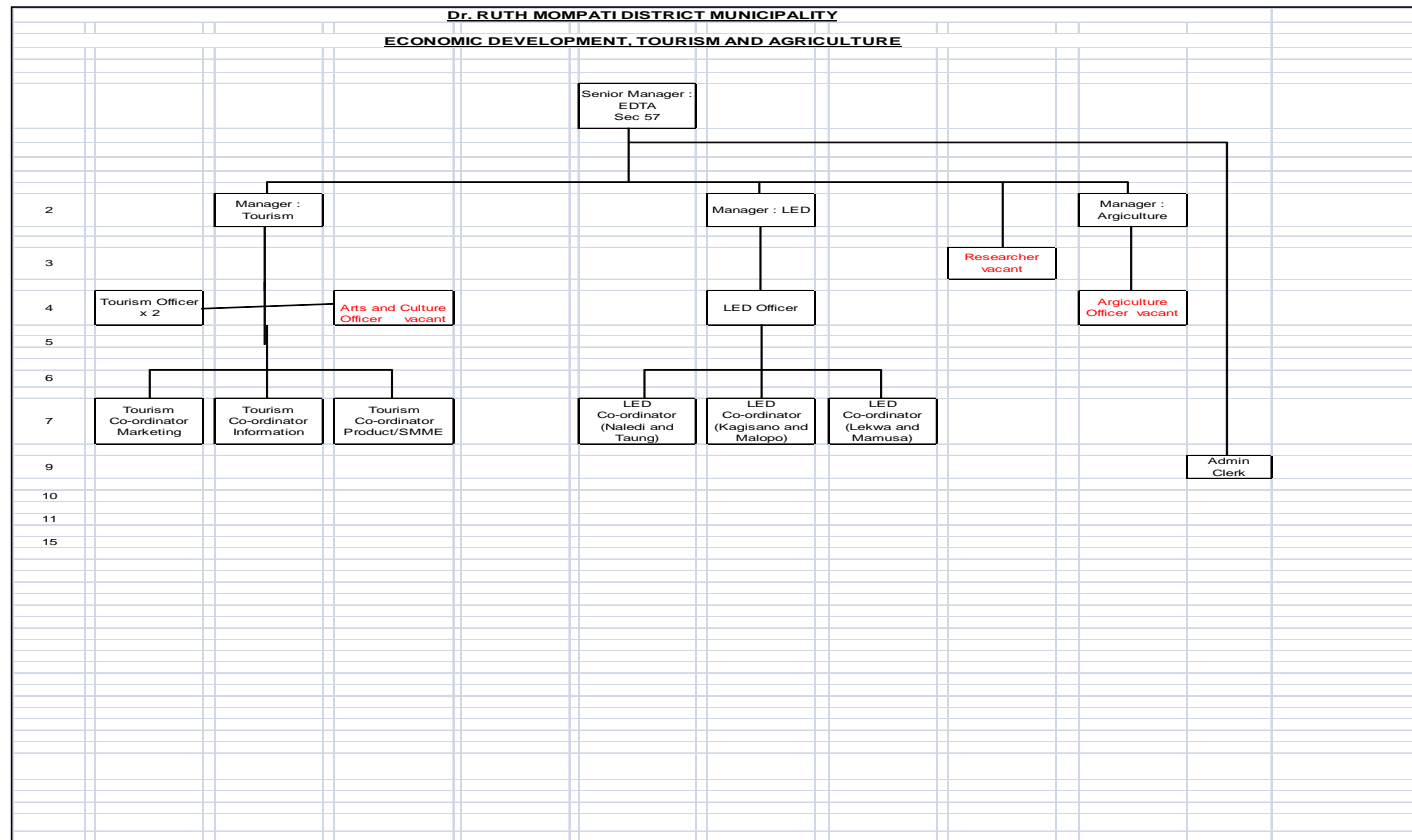 Dr. RUTH MOMPATI DISTRICT MUNICIPALITY
ECONOMIC DEVELOPMENT, TOURISM AND AGRICULTURE
Senior Manager :
EDTA
Sec 57
2
Manager :
Tourism
Manager : LED
Manager :
Argiculture
3
Researcher
vacant
4
Tourism Officer
x 2
Arts and Culture
Officer vacant
LED Officer
Argiculture
Officer vacant
5
6
7
Tourism
Co-ordinator
Marketing
Tourism
Co-ordinator
Information
Tourism
Co-ordinator
Product/SMME
LED
Co-ordinator
(Naledi and
Taung)
LED
Co-ordinator
(Kagisano and
Malopo)
LED
Co-ordinator
(Lekwa and
Mamusa)
9
Admin
Clerk
10
11
15